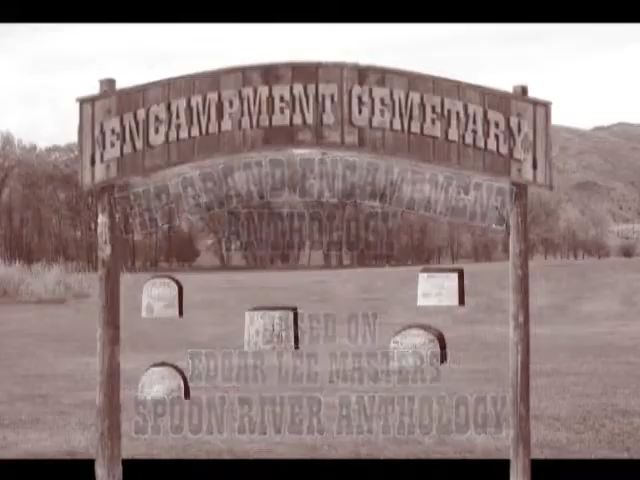 ENCAMPMENT CEMETARY
THE GRAND ENCAMPMENT
ANTHOLOGY
BASED ON
EDGAR LEE MASTERS'
SPOON RIVER ANTHOLOGY